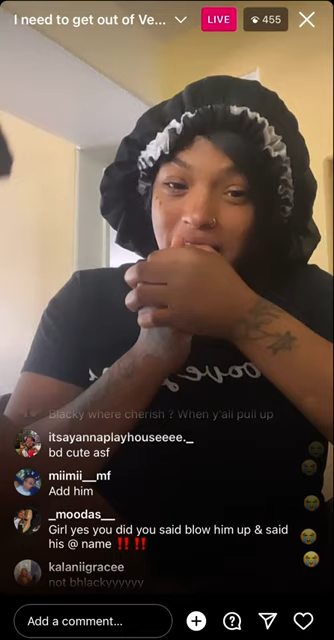 I need to get out of Ve...
LIVE
455
Blacky where cherish ? When y'all pull up
itsayannaplayhouseeee._
bd cute asf
miimii__mf
Add him
_moodas__
Girl yes you did you said blow him up & said
his @ name ‼️ ‼️
kalaniigracee
not bhlackyyyyyy
Add a comment...